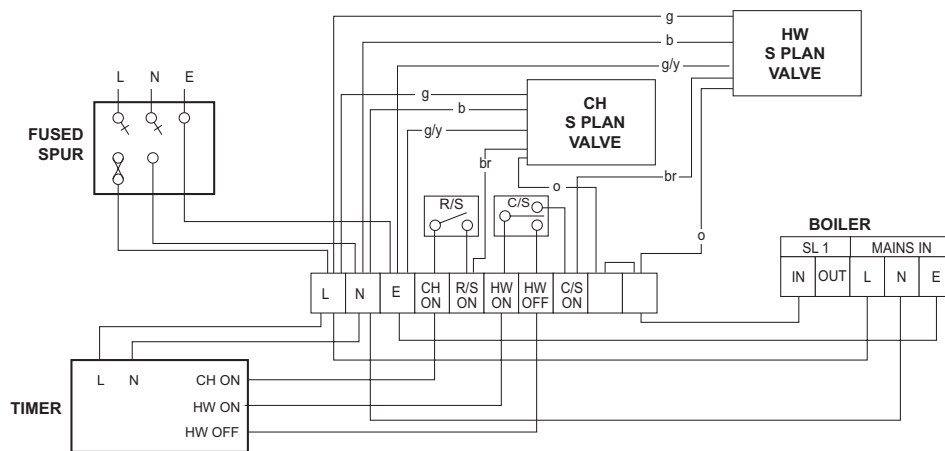 g
HW
S PLAN
VALVE
b
g/y
L N E
g
CH
S PLAN
VALVE
b
g/y
FUSED
SPUR
br
br
o
R/S
C/S
o
BOILER
SL 1 MAINS IN
IN OUT L N E
L N E CH ON R/S ON HW ON HW OFF C/S ON
L N CH ON
TIMER
HW ON
HW OFF